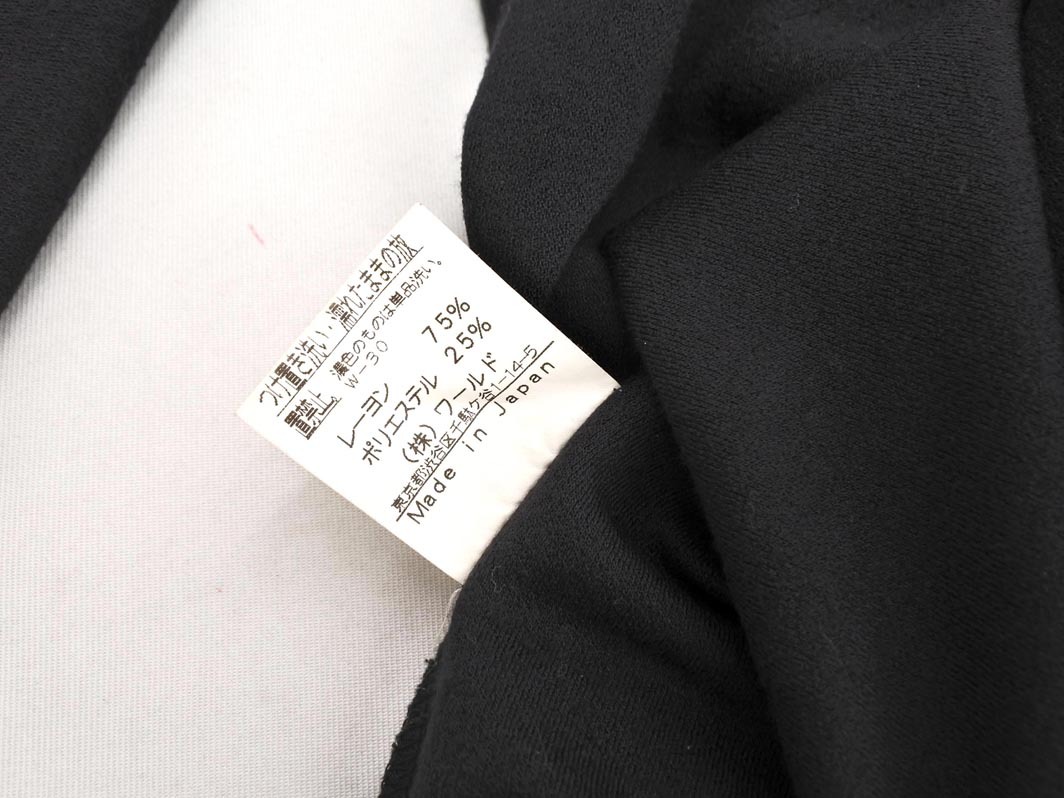 つけ置き洗い・濡れたままの放
置禁止。濃色のものは単品洗い。
W-30
レーヨン 75%
ポリエステル 25%
(株)ワールド
東京都渋谷区千駄ケ谷1-14-5
Made in Japan